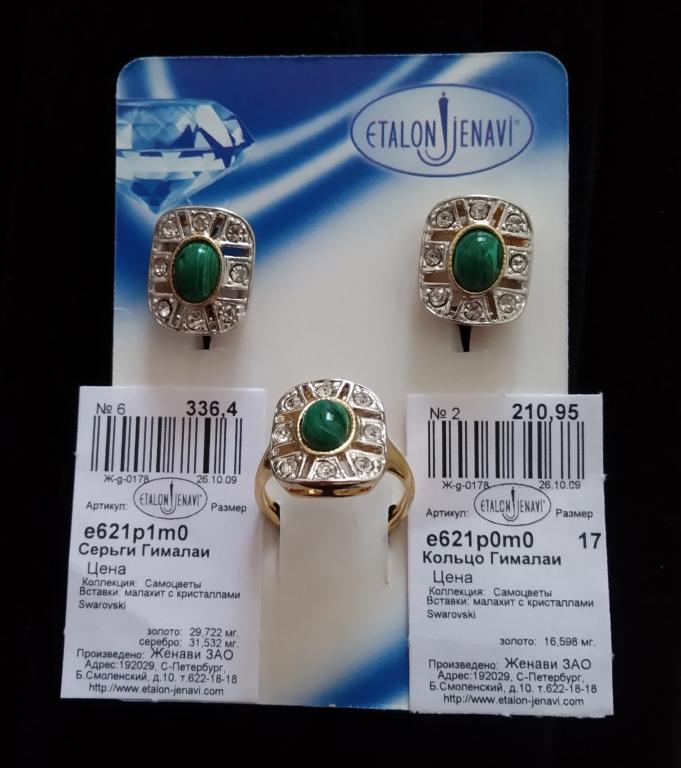 ETALON JENAVI®
№ 6 336,4
Ж-g-0178 26.10.09
Артикул: ETALON JENAVI® Размер
e621p1m0
Серьги Гималаи
Цена
Коллекция: Самоцветы
Вставки: малахит с кристаллами
Swarovski
золото: 29,722 мг.
серебро: 31,532 мг.
Произведено: Женави ЗАО
Адрес:192029, С-Петербург,
Б.Смоленский, д.10. т.622-18-18
http://www.etalon-jenavi.com
№ 2 210,95
Ж-g-0178 26.10.09
Артикул: ETALON JENAVI® Размер
e621p0m0 17
Кольцо Гималаи
Цена
Коллекция: Самоцветы
Вставки: малахит с кристаллами
Swarovski
золото: 16,598 мг.
Произведено: Женави ЗАО
Адрес:192029, С-Петербург,
Б.Смоленский, д.10. т.622-18-18
http://www.etalon-jenavi.com